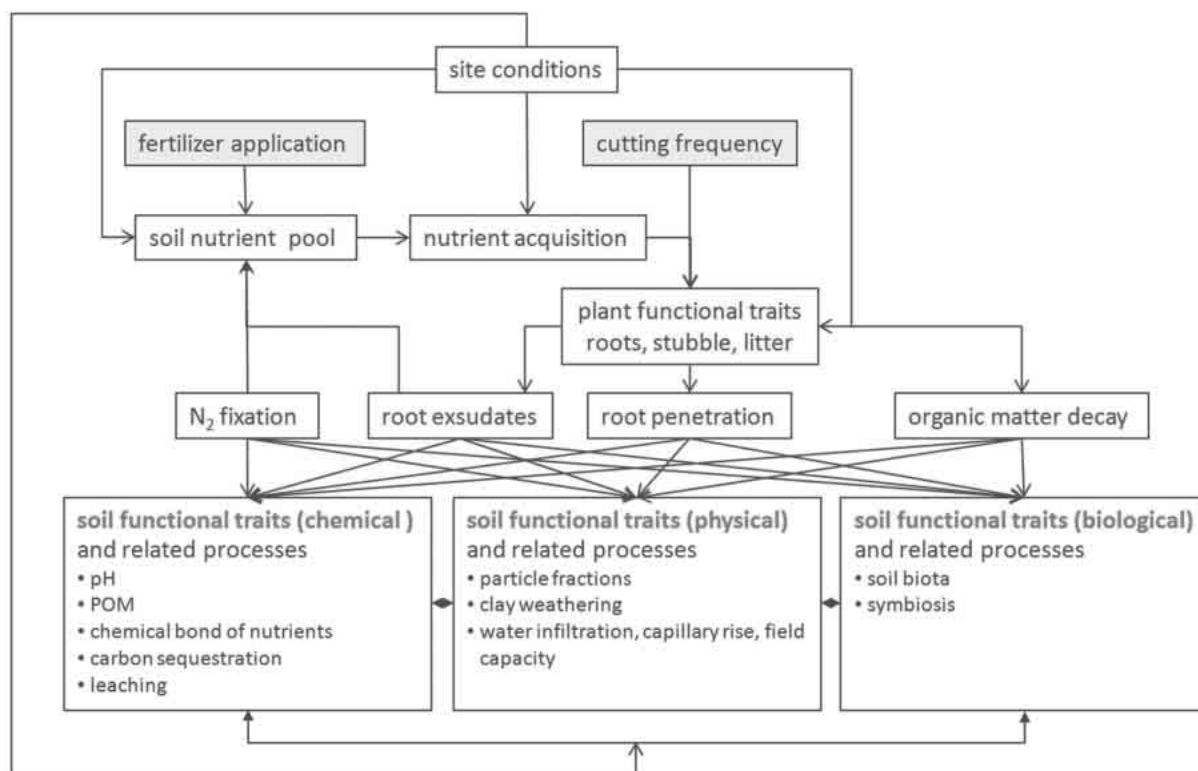 site conditions
fertilizer application
cutting frequency
soil nutrient  pool
nutrient acquisition
plant functional traits
roots, stubble, litter
N₂ fixation
root exsudates
root penetration
organic matter decay
soil functional traits (chemical )
and related processes
• pH
• POM
• chemical bond of nutrients
• carbon sequestration
• leaching
soil functional traits (physical)
and related processes
• particle fractions
• clay weathering
• water infiltration, capillary rise, field
capacity
soil functional traits (biological)
and related processes
• soil biota
• symbiosis